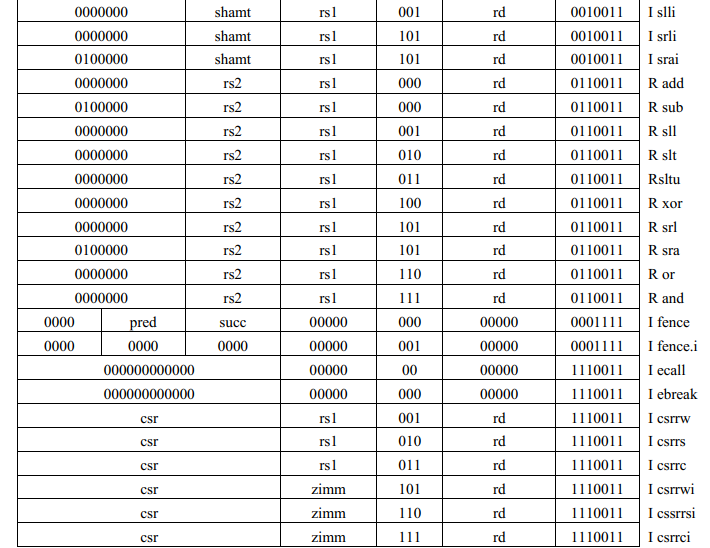 0000000 shamt rs1 001 rd 0010011 I slli
0000000 shamt rs1 101 rd 0010011 I srli
0100000 shamt rs1 101 rd 0010011 I srai
0000000 rs2 rs1 000 rd 0110011 R add
0100000 rs2 rs1 000 rd 0110011 R sub
0000000 rs2 rs1 001 rd 0110011 R sll
0000000 rs2 rs1 010 rd 0110011 R slt
0000000 rs2 rs1 011 rd 0110011 Rsltu
0000000 rs2 rs1 100 rd 0110011 R xor
0000000 rs2 rs1 101 rd 0110011 R srl
0100000 rs2 rs1 101 rd 0110011 R sra
0000000 rs2 rs1 110 rd 0110011 R or
0000000 rs2 rs1 111 rd 0110011 R and
0000 pred succ 00000 000 00000 0001111 I fence
0000 0000 0000 00000 001 00000 0001111 I fence.i
000000000000 00000 00 00000 1110011 I ecall
000000000000 00000 000 00000 1110011 I ebreak
csr rs1 001 rd 1110011 I csrrw
csr rs1 010 rd 1110011 I csrrs
csr rs1 011 rd 1110011 I csrrc
csr zimm 101 rd 1110011 I csrrwi
csr zimm 110 rd 1110011 I cssrrsi
csr zimm 111 rd 1110011 I csrrci